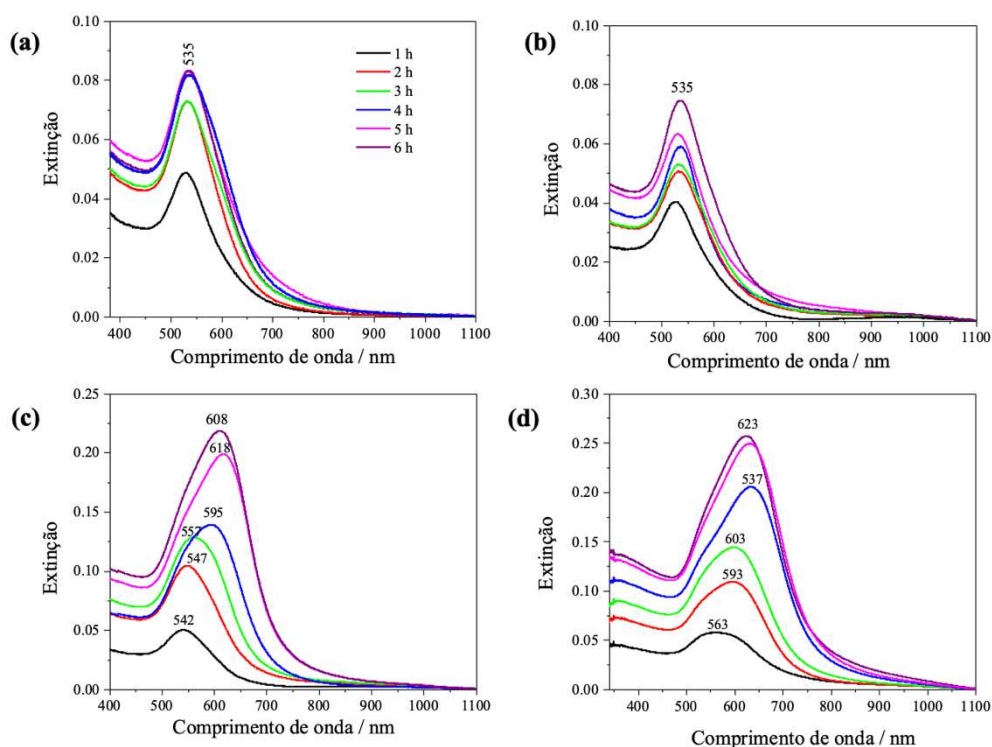 (a)
0.10
0.08
0.06
0.04
0.02
0.00
Extinção
535
1 h
2 h
3 h
4 h
5 h
6 h
400 500 600 700 800 900 1000 1100
Comprimento de onda / nm
(b)
0.10
0.08
0.06
0.04
0.02
0.00
Extinção
535
400 500 600 700 800 900 1000 1100
Comprimento de onda / nm
(c)
0.25
0.20
0.15
0.10
0.05
0.00
Extinção
608
618
595
557
547
542
400 500 600 700 800 900 1000 1100
Comprimento de onda / nm
(d)
0.30
0.25
0.20
0.15
0.10
0.05
0.00
Extinção
623
537
603
593
563
400 500 600 700 800 900 1000 1100
Comprimento de onda / nm